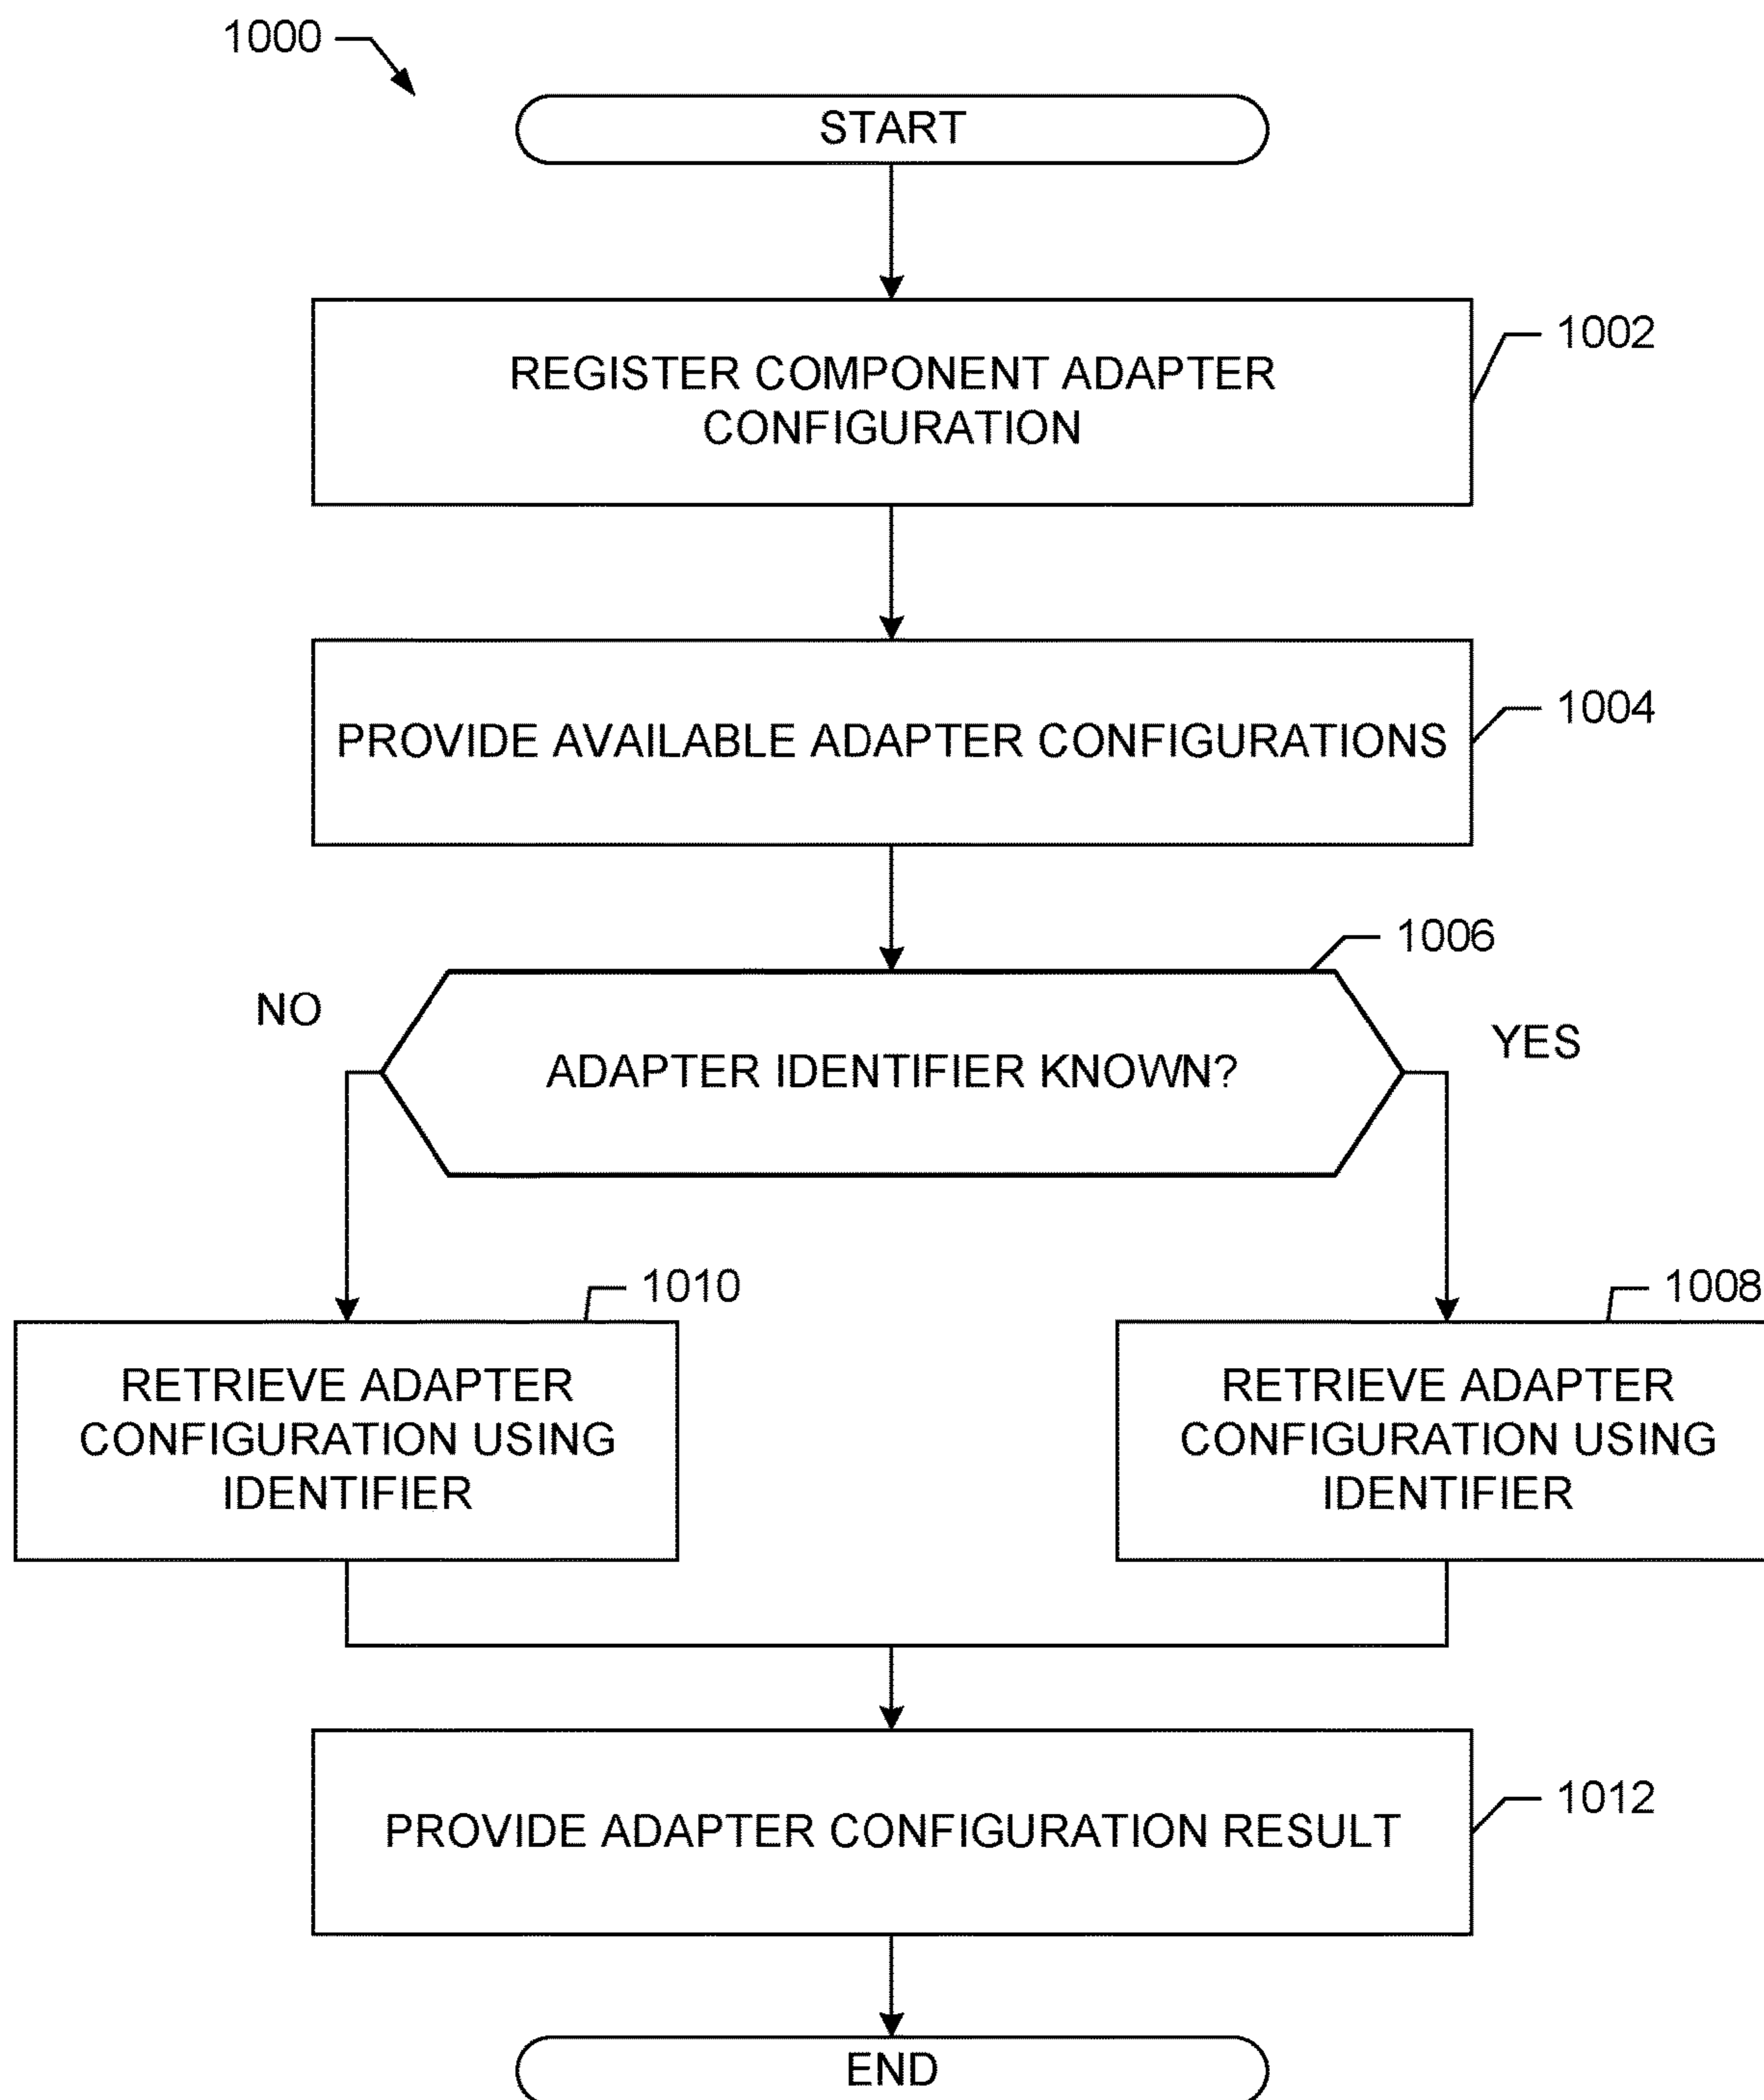 1000
START
REGISTER COMPONENT ADAPTER
CONFIGURATION
1002
PROVIDE AVAILABLE ADAPTER CONFIGURATIONS
1004
1006
NO
YES
ADAPTER IDENTIFIER KNOWN?
1010
1008
RETRIEVE ADAPTER
CONFIGURATION USING
IDENTIFIER
RETRIEVE ADAPTER
CONFIGURATION USING
IDENTIFIER
PROVIDE ADAPTER CONFIGURATION RESULT
1012
END